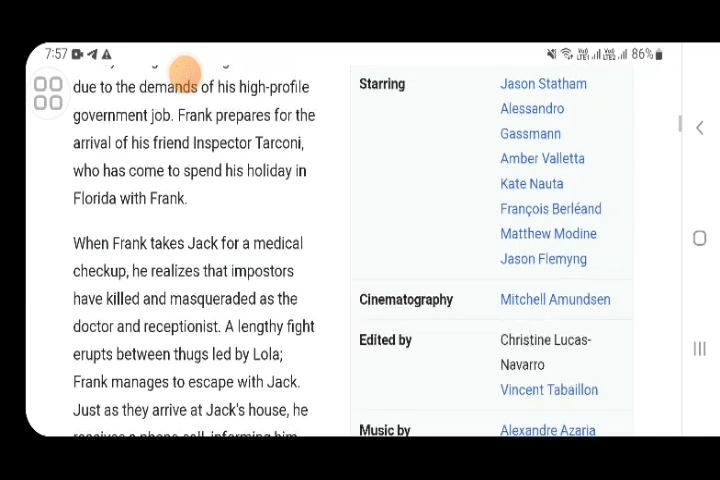 7:57
86%
due to the demands of his high-profile
government job. Frank prepares for the
arrival of his friend Inspector Tarconi,
who has come to spend his holiday in
Florida with Frank.
When Frank takes Jack for a medical
checkup, he realizes that impostors
have killed and masqueraded as the
doctor and receptionist. A lengthy fight
erupts between thugs led by Lola;
Frank manages to escape with Jack.
Just as they arrive at Jack's house, he
receives a phone call, informing him
Starring
Jason Statham
Alessandro
Gassmann
Amber Valletta
Kate Nauta
François Berléand
Matthew Modine
Jason Flemyng
Cinematography
Mitchell Amundsen
Edited by
Christine Lucas-
Navarro
Vincent Tabaillon
Music by
Alexandre Azaria